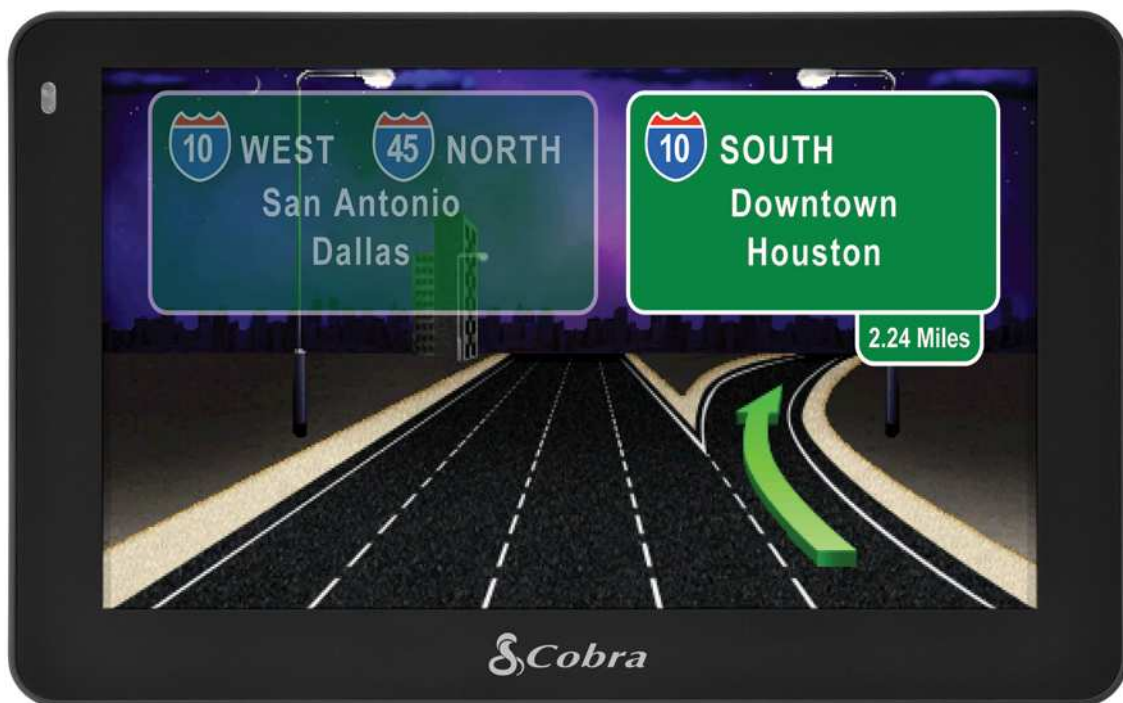 10 WEST 45 NORTH
San Antonio
Dallas
10 SOUTH
Downtown
Houston
2.24 Miles
Cobra